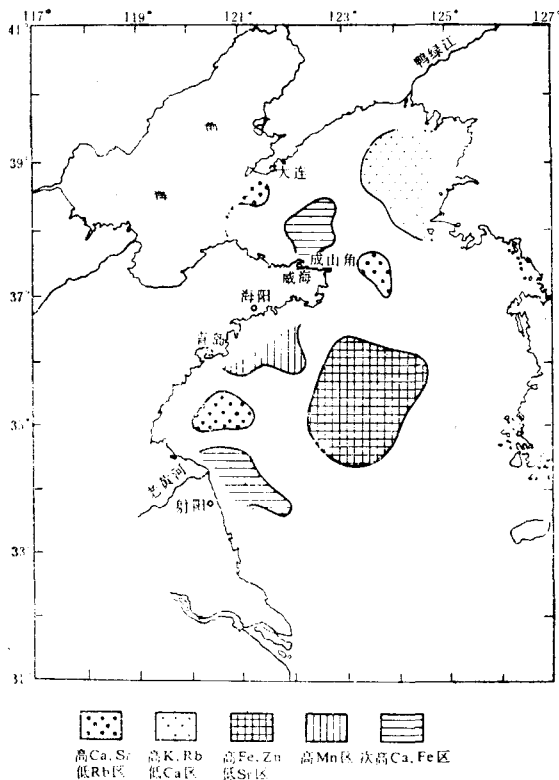 117° 119° 121° 123° 125° 127°
41°
鸭绿江
39°
大连
成山角
威海
37°
海阳
青岛
35°
老黄河
射阳
33°
高Ca, Sr 高K, Rb 高Fe, Zn 高Mn区 次高Ca, Fe区
低Rb区 低Ca区 低Sr区